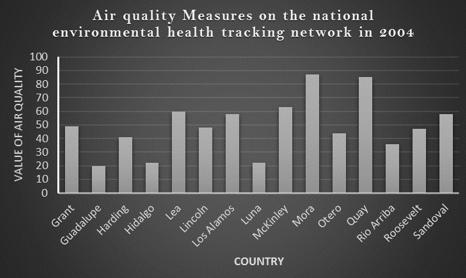 Air quality Measures on the national
environmental health tracking network in 2004
VALUE OF AIR QUALITY
100
90
80
70
60
50
40
30
20
10
0
Grant
Guadalupe
Harding
Hidalgo
Lea
Lincoln
Los Alamos
Luna
McKinley
Mora
Otero
Quay
Rio Arriba
Roosevelt
Sandoval
COUNTRY